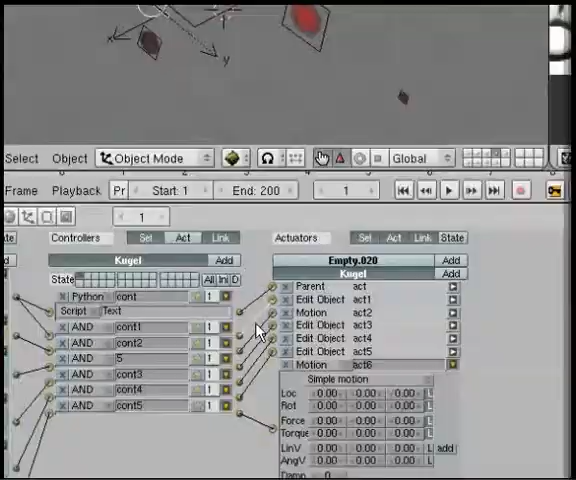 x
y
Select Object Object Mode Global
Frame Playback Pr Start: 1 End: 200 1
1
Controllers Sel Act Link Actuators Sel Act Link State
Kugel Add Empty.020 Add
Kugel Add
State All Ini D
Parent act
X Python cont 1
Edit Object act1
Script: Text
Motion act2
X AND cont1 1
Edit Object act3
X AND cont2 1
Edit Object act4
X AND 5 1
Edit Object act5
X AND cont3 1
Motion act6
X AND cont4 1
Simple motion
X AND cont5 1
Loc 0.00 0.00 0.00 L
Rot 0.00 0.00 0.00 L
Force 0.00 0.00 0.00 L
Torque 0.00 0.00 0.00 L
LinV 0.00 0.00 0.00 L add
AngV 0.00 0.00 0.00 L
Damp 0